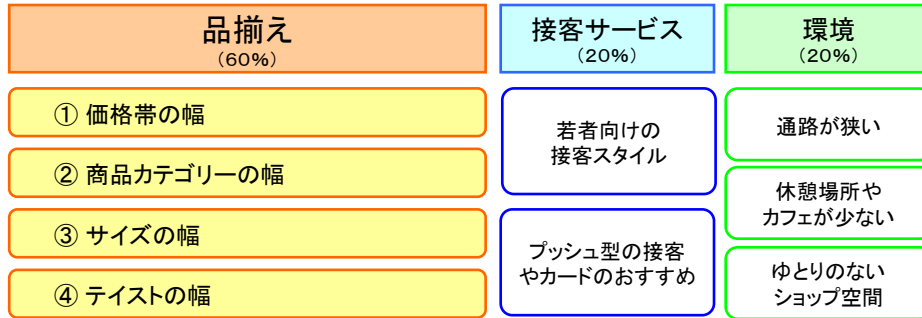 品揃え
(60%)
① 価格帯の幅
② 商品カテゴリーの幅
③ サイズの幅
④ テイストの幅
接客サービス
(20%)
若者向けの
接客スタイル
プッシュ型の接客
やカードのおすすめ
環境
(20%)
通路が狭い
休憩場所や
カフェが少ない
ゆとりのない
ショップ空間